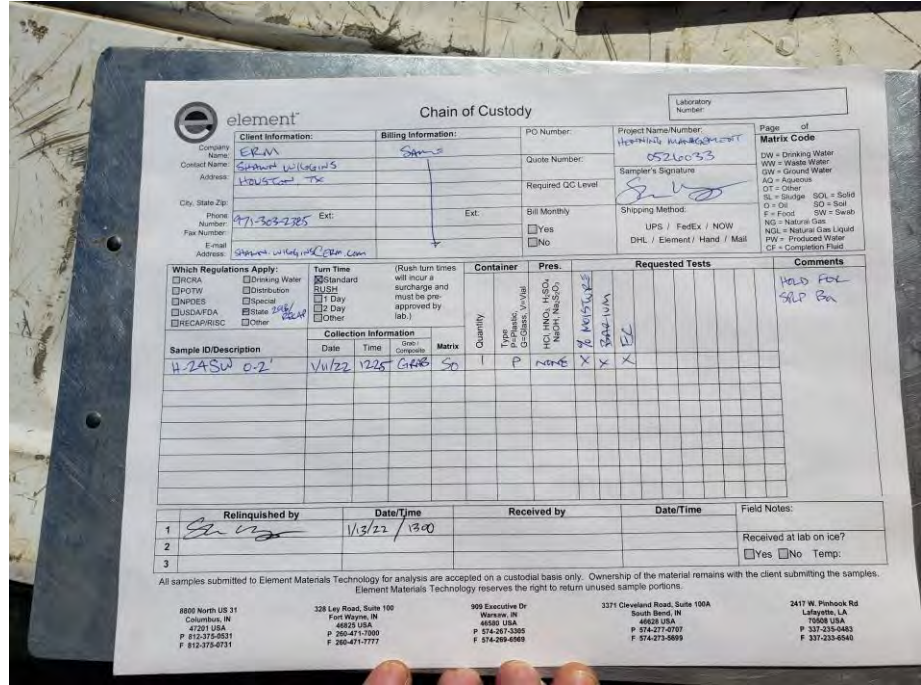 element
Chain of Custody
Laboratory Number:
Client Information:
Billing Information:
PO Number:
Project Name/Number:
Page of
Company Name: ERM
SAME
HENNING MANAGEMENT
0526033
Matrix Code
DW = Drinking Water
WW = Waste Water
GW = Ground Water
AQ = Aqueous
OT = Other
SL = Sludge SOL = Solid
O = Oil SO = Soil
F = Food SW = Swab
NG = Natural Gas
NGL = Natural Gas Liquid
PW = Produced Water
CF = Completion Fluid
Contact Name: SHAWN WIGGINS
Quote Number:
Sampler's Signature
Address: HOUSTON TX
Required QC Level
City, State Zip:
Phone Number: 971-303-2385 Ext:
Ext:
Bill Monthly
Yes
No
Shipping Method:
UPS / FedEx / NOW
DHL / Element / Hand / Mail
Fax Number:
E-mail Address: SHAWN.WIGGINS@ERM.COM
Which Regulations Apply:
RCRA Drinking Water
POTW Distribution
NPDES Special
USDA/FDA State 29B/RECAP
RECAP/RISC Other
Turn Time
Standard
RUSH
1 Day
2 Day
Other
(Rush turn times will incur a surcharge and must be pre-approved by lab.)
Container
Pres.
Requested Tests
Comments
Quantity
Type P=Plastic, G=Glass, V=Vial
HCl, HNO3, H2SO4, NaOH, Na2S2O3
% MOISTURE
BARIUM
EC
HOLD FOR
SPLP Ba
Collection Information
Sample ID/Description Date Time Grab / Composite Matrix
H-24SW 0-2' 1/11/22 1225 GRAB SO 1 P NONE X X X
Relinquished by Date/Time Received by Date/Time Field Notes:
1 1/13/22 / 1300
2
3
Received at lab on ice?
Yes No Temp:
All samples submitted to Element Materials Technology for analysis are accepted on a custodial basis only. Ownership of the material remains with the client submitting the samples.
Element Materials Technology reserves the right to return unused sample portions.
8800 North US 31
Columbus, IN
47201 USA
P 812-375-0531
F 812-375-0731
328 Ley Road, Suite 100
Fort Wayne, IN
46825 USA
P 260-471-7000
F 260-471-7777
909 Executive Dr
Warsaw, IN
46580 USA
P 574-267-3305
F 574-269-6569
3371 Cleveland Road, Suite 100A
South Bend, IN
46628 USA
P 574-277-0707
F 574-273-5699
2417 W. Pinhook Rd
Lafayette, LA
70508 USA
P 337-235-0483
F 337-233-6540